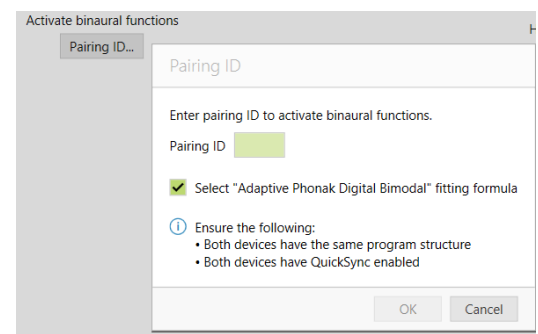 Activate binaural functions
H
Pairing ID...
Pairing ID
Enter pairing ID to activate binaural functions.
Pairing ID
Select "Adaptive Phonak Digital Bimodal" fitting formula
Ensure the following:
• Both devices have the same program structure
• Both devices have QuickSync enabled
OK
Cancel